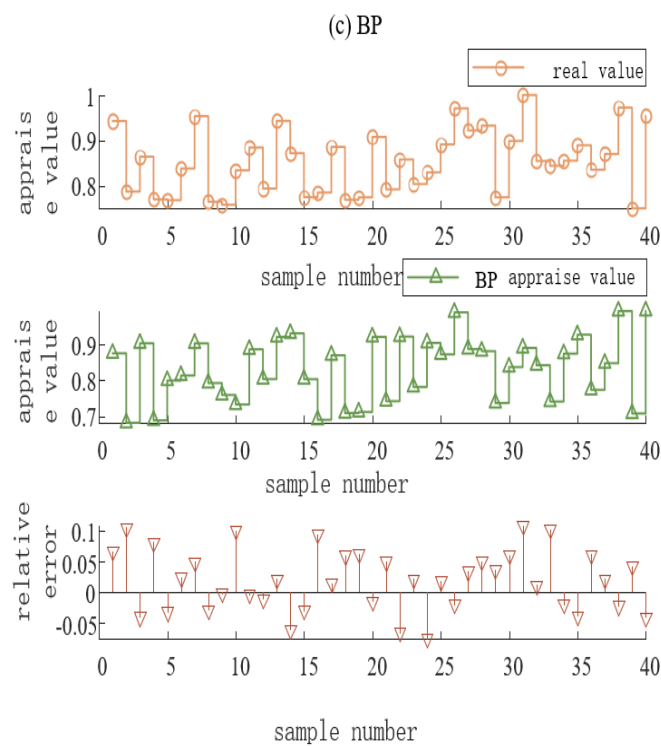 (c) BP
real value
1
0.9
0.8
apprais
e value
0 5 10 15 20 25 30 35 40
sample number
BP appraise value
0.9
0.8
0.7
apprais
e value
0 5 10 15 20 25 30 35 40
sample number
0.1
0.05
0
-0.05
relative
error
0 5 10 15 20 25 30 35 40
sample number